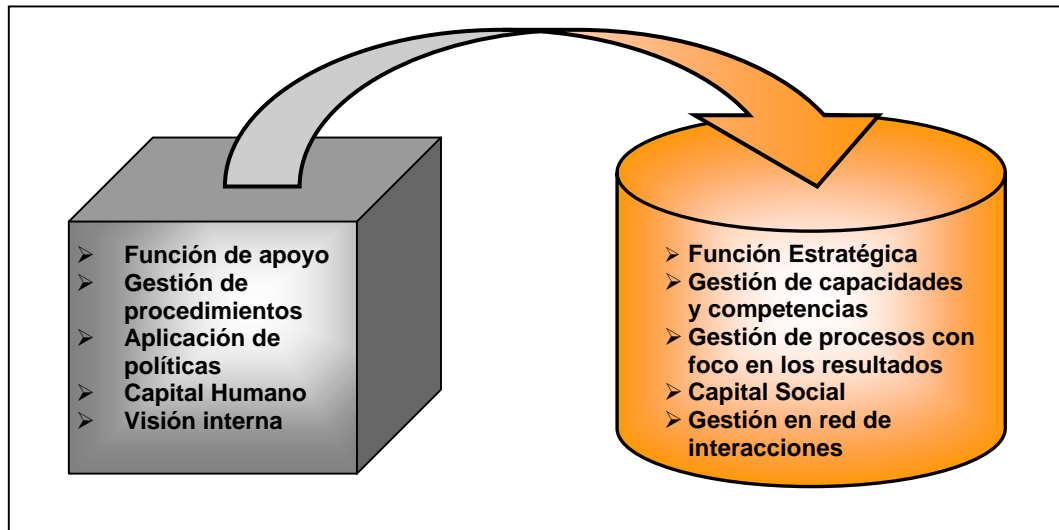 ➢ Función de apoyo
➢ Gestión de
procedimientos
➢ Aplicación de
políticas
➢ Capital Humano
➢ Visión interna
➢ Función Estratégica
➢ Gestión de capacidades
y competencias
➢ Gestión de procesos con
foco en los resultados
➢ Capital Social
➢ Gestión en red de
interacciones